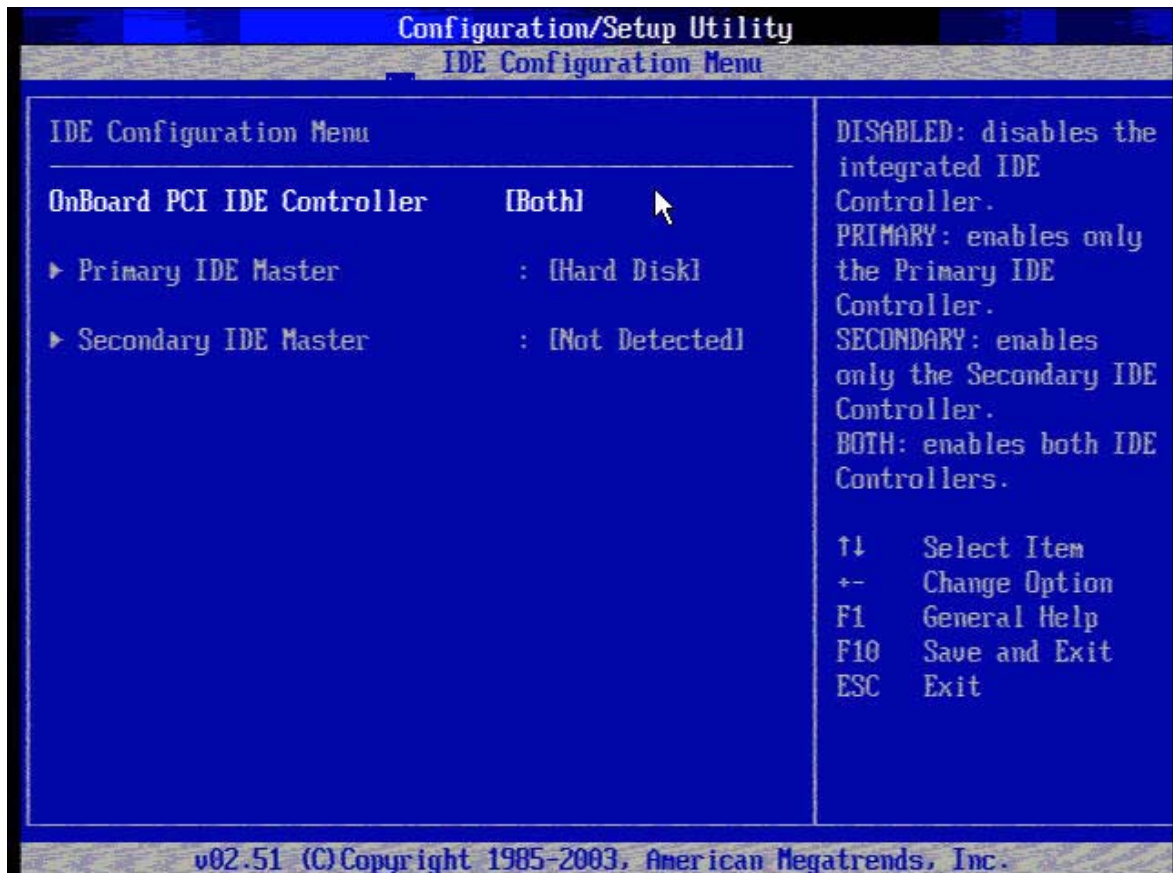 Configuration/Setup Utility
IDE Configuration Menu
IDE Configuration Menu
OnBoard PCI IDE Controller [Both]
▶ Primary IDE Master : [Hard Disk]
▶ Secondary IDE Master : [Not Detected]
DISABLED: disables the
integrated IDE
Controller.
PRIMARY: enables only
the Primary IDE
Controller.
SECONDARY: enables
only the Secondary IDE
Controller.
BOTH: enables both IDE
Controllers.
↑↓ Select Item
+- Change Option
F1 General Help
F10 Save and Exit
ESC Exit
v02.51 (C)Copyright 1985-2003, American Megatrends, Inc.